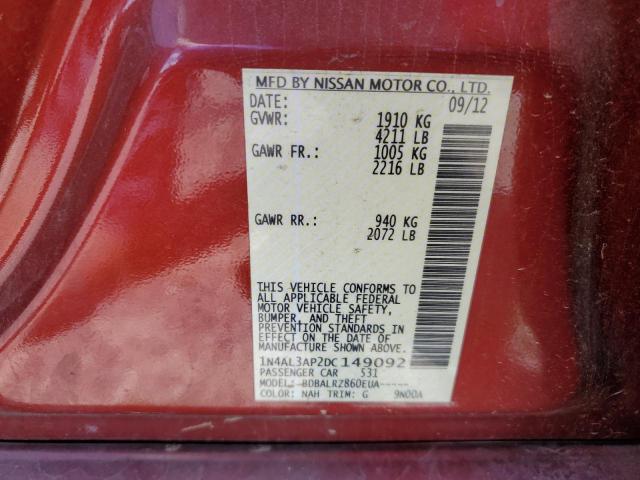 MFD BY NISSAN MOTOR CO., LTD.
DATE: 09/12
GVWR: 1910 KG
4211 LB
GAWR FR.: 1005 KG
2216 LB
GAWR RR.: 940 KG
2072 LB
THIS VEHICLE CONFORMS TO
ALL APPLICABLE FEDERAL
MOTOR VEHICLE SAFETY,
BUMPER, AND THEFT
PREVENTION STANDARDS IN
EFFECT ON THE DATE OF
MANUFACTURE SHOWN ABOVE.
1N4AL3AP2DC149092
PASSENGER CAR 531
MODEL: BDBALRZ860EUA-----
COLOR: NAH TRIM: G 9N00A